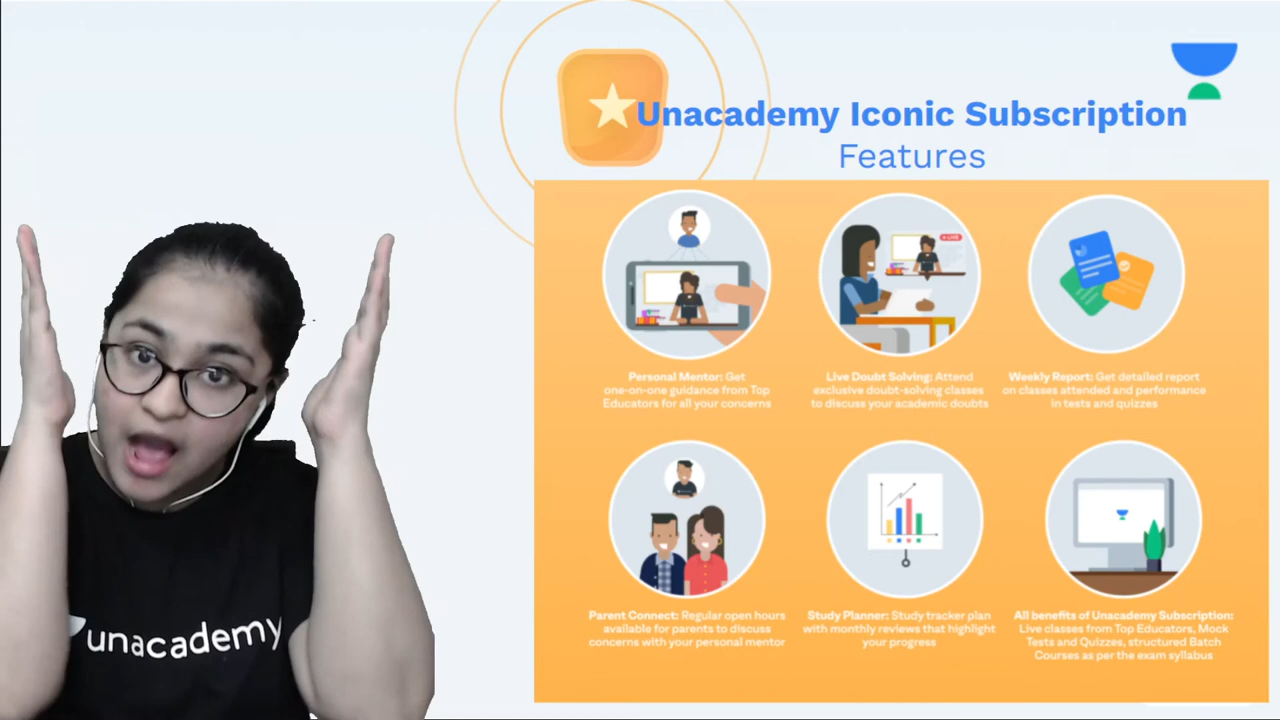 Unacademy Iconic Subscription
Features
LIVE
Personal Mentor: Get
one-on-one guidance from Top
Educators for all your concerns
Live Doubt Solving: Attend
exclusive doubt-solving classes
to discuss your academic doubts
Weekly Report: Get detailed report
on classes attended and performance
in tests and quizzes
Parent Connect: Regular open hours
available for parents to discuss
concerns with your personal mentor
Study Planner: Study tracker plan
with monthly reviews that highlight
your progress
All benefits of Unacademy Subscription:
Live classes from Top Educators, Mock
Tests and Quizzes, structured Batch
Courses as per the exam syllabus
unacademy